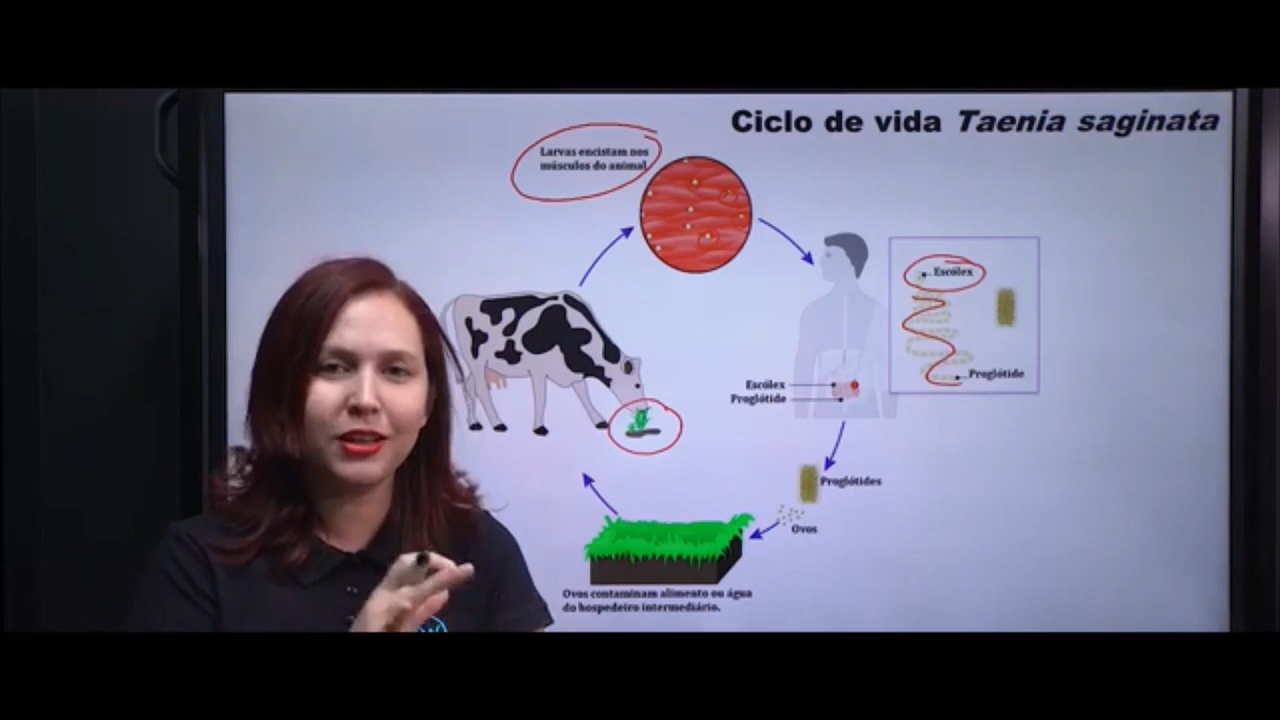 Ciclo de vida Taenia saginata
Larvas encistam nos
músculos do animal
Escólex
Proglótide
Escólex
Proglótide
Proglótides
Ovos
Ovos contaminam alimento ou água
do hospedeiro intermediário.